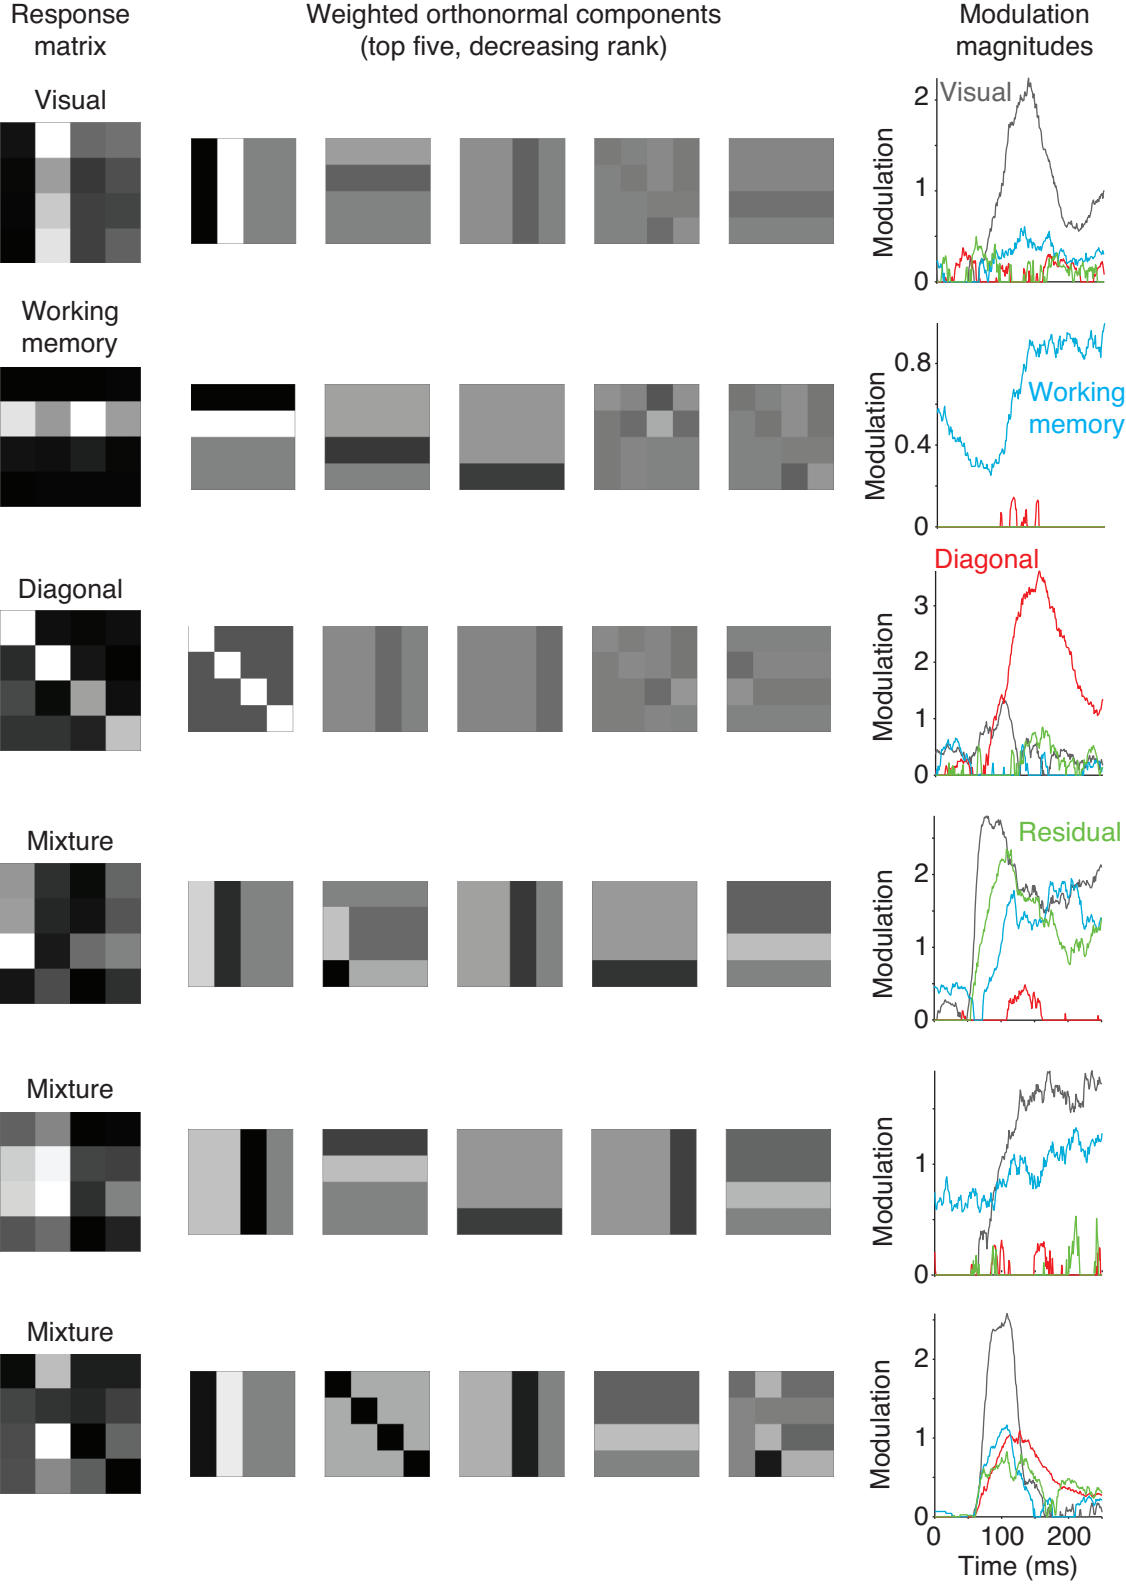 Response
matrix
Weighted orthonormal components
(top five, decreasing rank)
Modulation
magnitudes
Visual
2
1
0
Modulation
Visual
Working
memory
0.8
0.4
0
Modulation
Working
memory
Diagonal
3
2
1
0
Modulation
Diagonal
Mixture
2
1
0
Modulation
Residual
Mixture
1
0
Modulation
Mixture
2
1
0
Modulation
0
100
200
Time (ms)